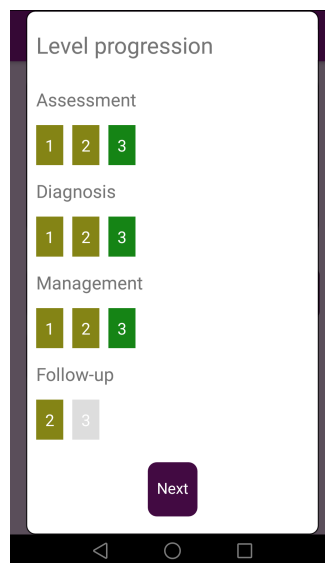 Level progression
Assessment
1 2 3
Diagnosis
1 2 3
Management
1 2 3
Follow-up
2 3
Next